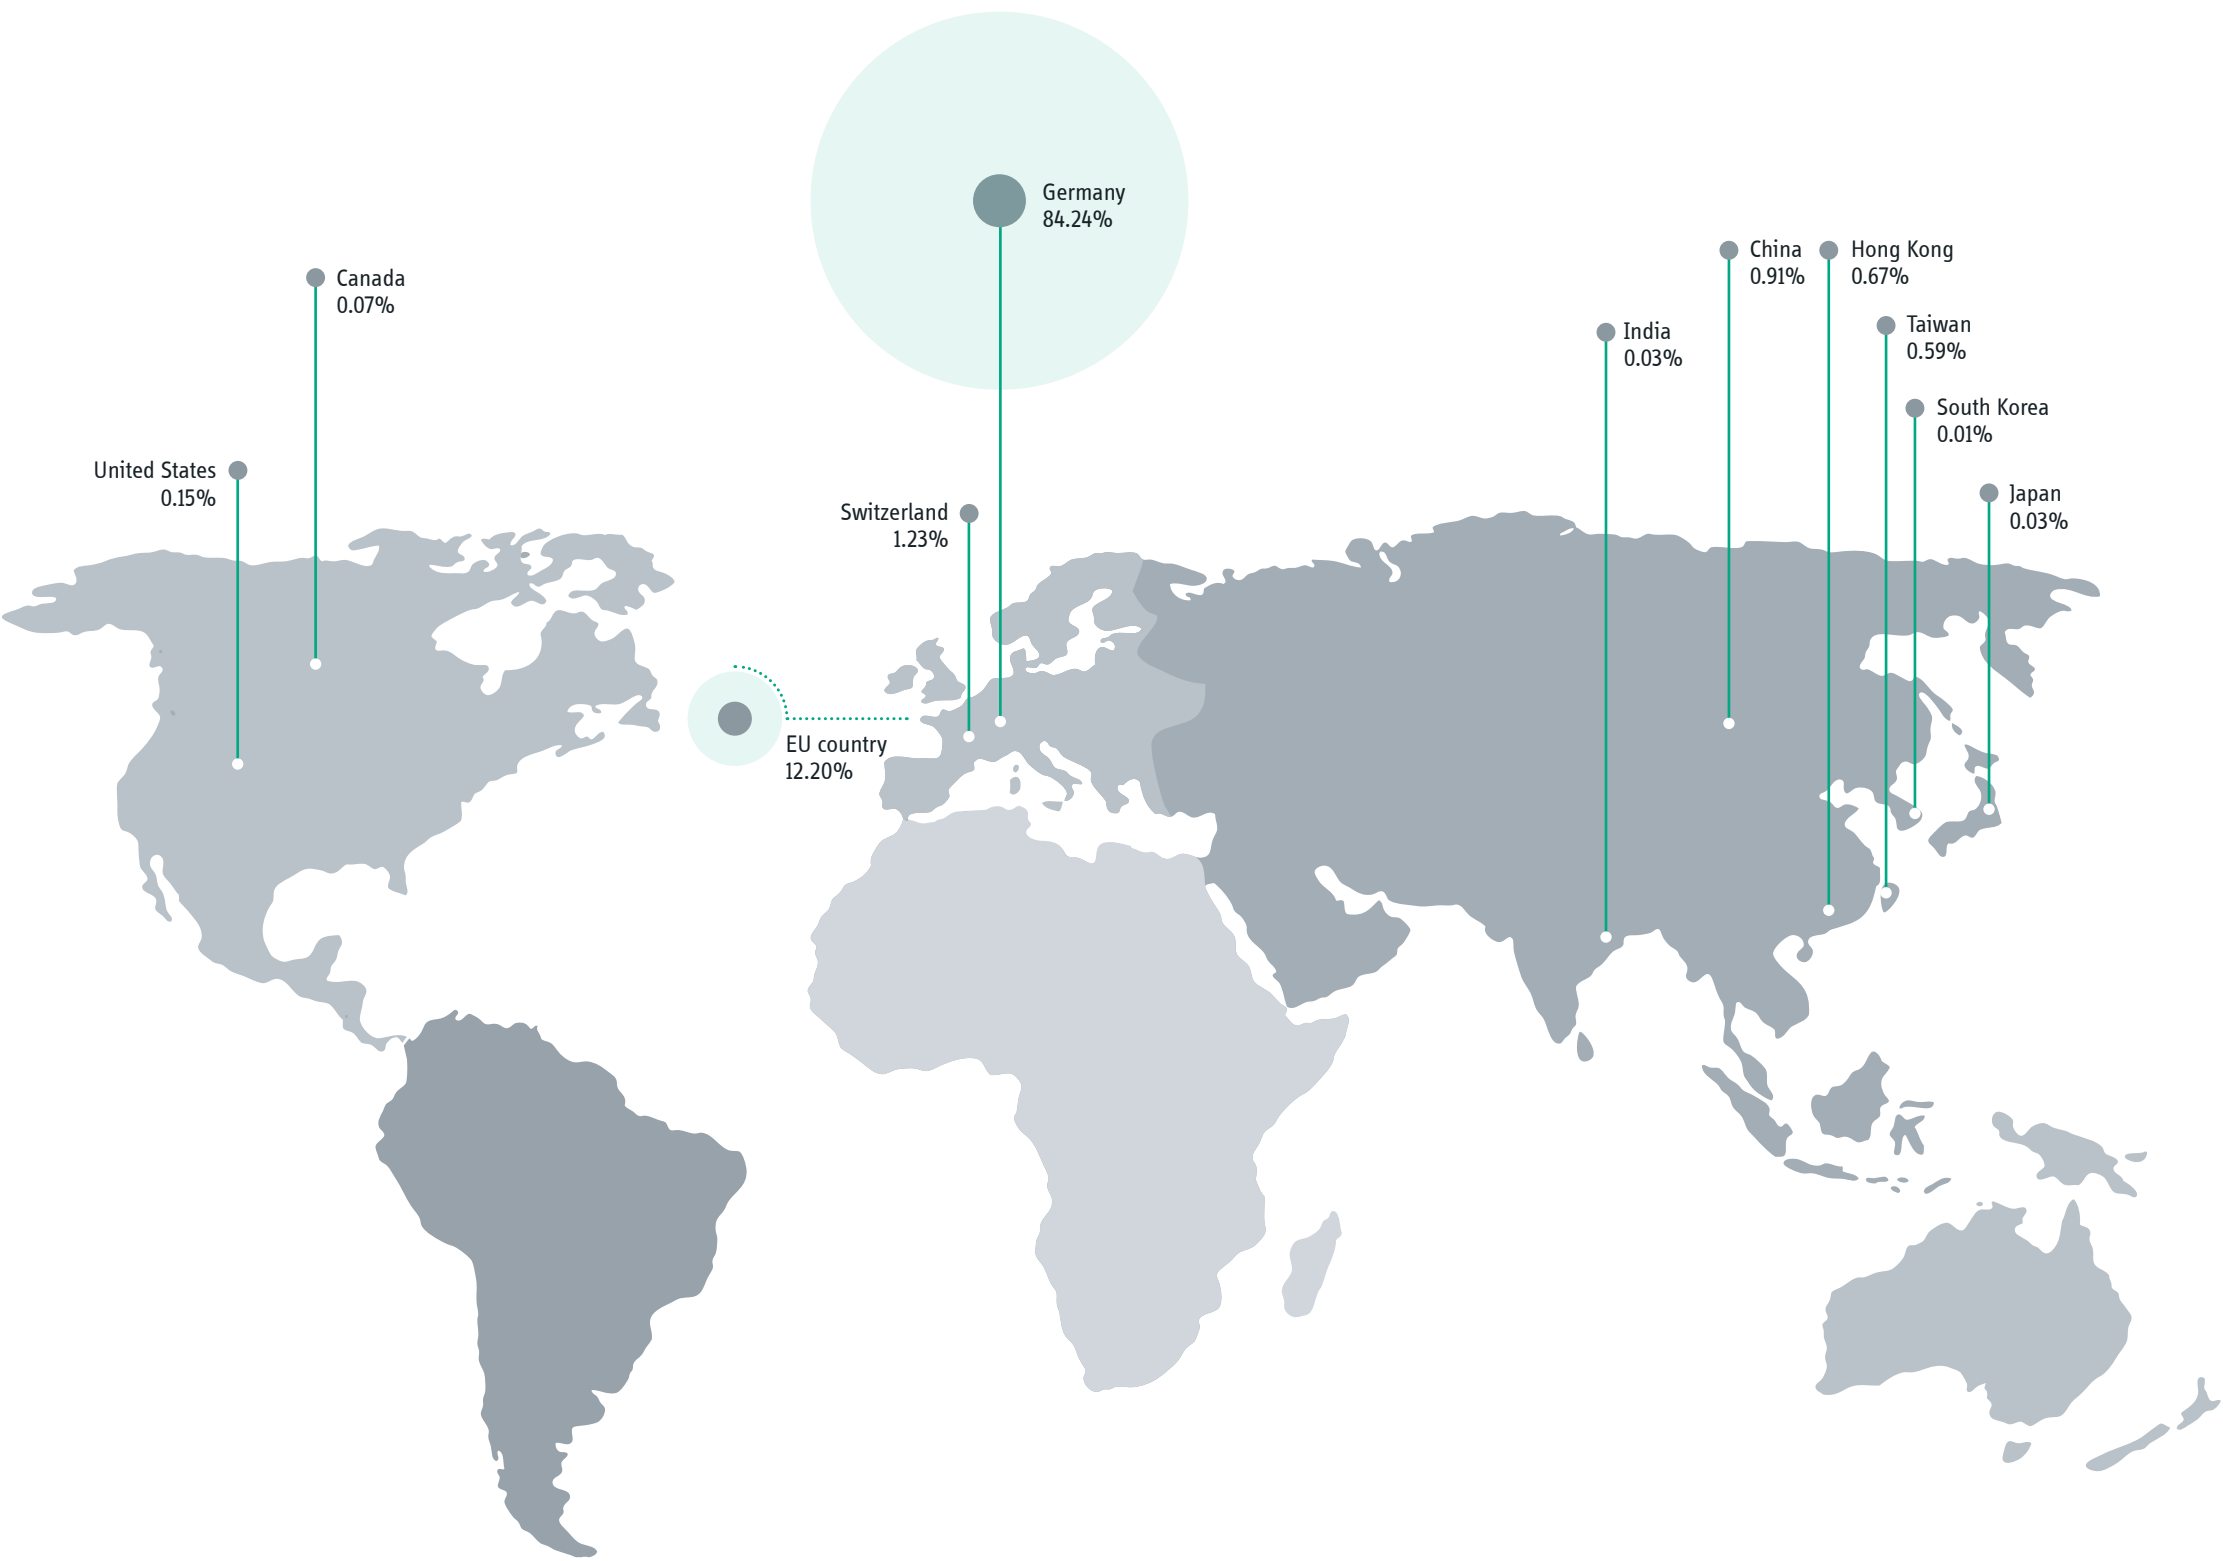 Germany
84.24%
China
0.91%
Hong Kong
0.67%
Canada
0.07%
India
0.03%
Taiwan
0.59%
South Korea
0.01%
United States
0.15%
Switzerland
1.23%
Japan
0.03%
EU country
12.20%